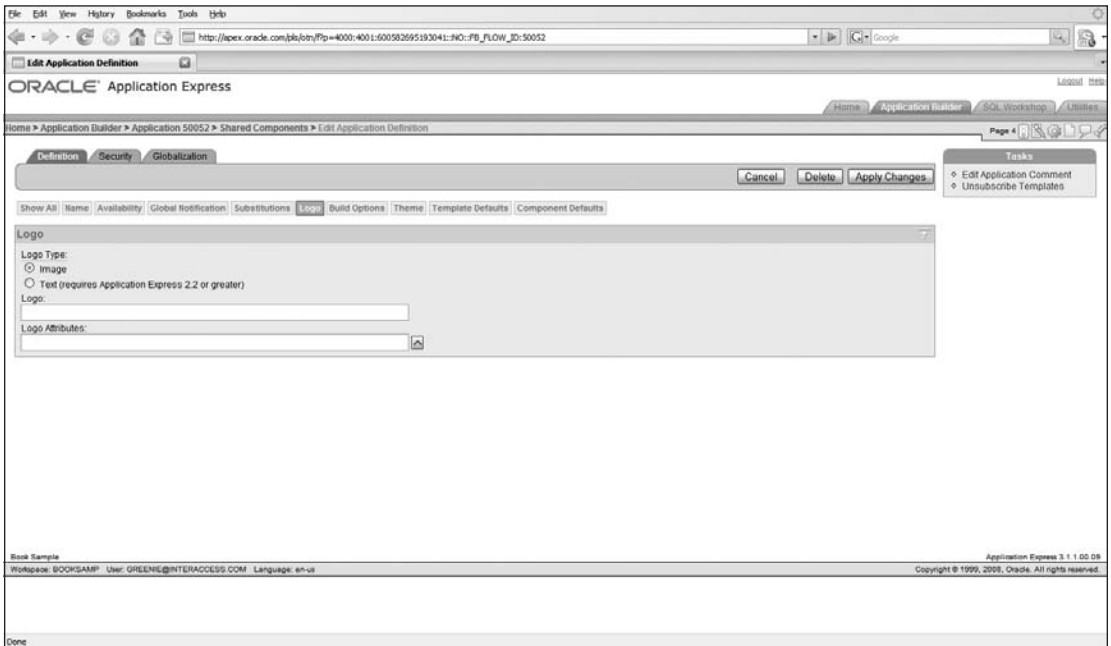 File Edit View History Bookmarks Tools Help
http://apex.oracle.com/pls/otn/f?p=4000:4001:600582695193041::NO::FB_FLOW_ID:50052
Google
Edit Application Definition
ORACLE Application Express
Logout Help
Home Application Builder SQL Workshop Utilities
Home > Application Builder > Application 50052 > Shared Components > Edit Application Definition
Page 4
Definition Security Globalization
Cancel Delete Apply Changes
Tasks
Edit Application Comment
Unsubscribe Templates
Show All Name Availability Global Notification Substitutions Logo Build Options Theme Template Defaults Component Defaults
Logo
Logo Type:
Image
Text (requires Application Express 2.2 or greater)
Logo:
Logo Attributes:
Book Sample
Application Express 3.1.1.00.09
Workspace: BOOKSAMP User: GREENIE@INTERACCESS.COM Language: en-us
Copyright © 1999, 2008, Oracle. All rights reserved.
Done